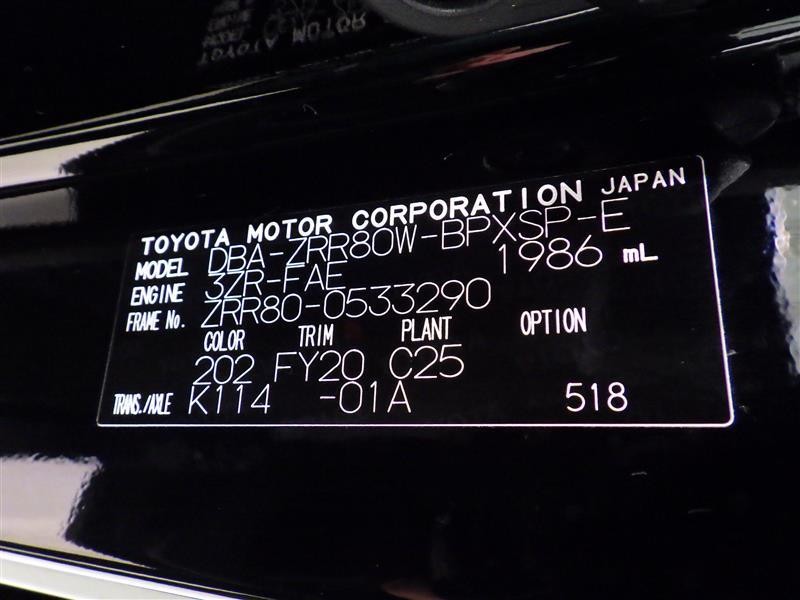 TOYOTA MOTOR CORPORATION JAPAN
MODEL DBA-ZRR80W-BPXSP-E
ENGINE 3ZR-FAE 1986 mL
FRAME No. ZRR80-0533290
COLOR TRIM PLANT OPTION
202 FY20 C25
TRANS./AXLE K114 -01A 518